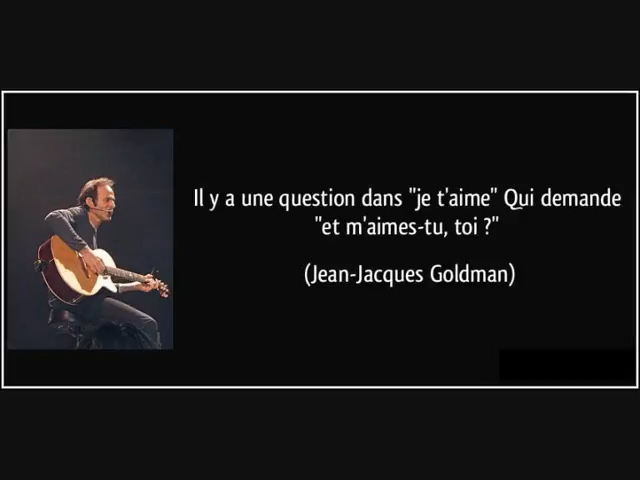 Il y a une question dans "je t'aime" Qui demande
"et m'aimes-tu, toi ?"
(Jean-Jacques Goldman)